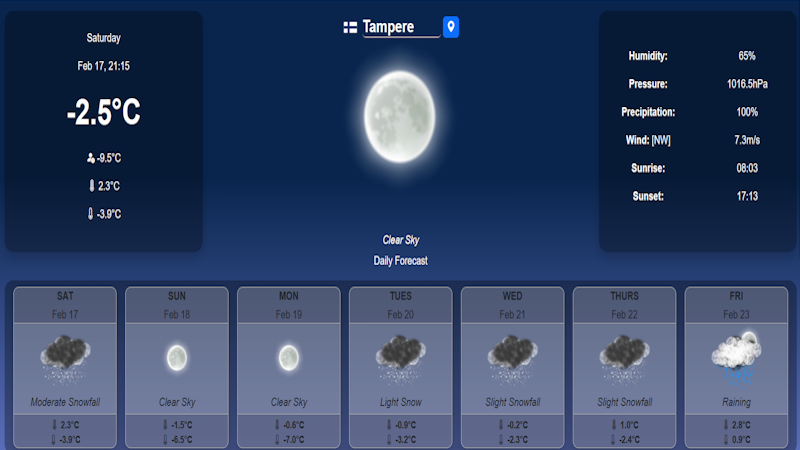 Tampere
Saturday
Feb 17, 21:15
-2.5°C
-9.5°C
2.3°C
-3.9°C
Clear Sky
Daily Forecast
Humidity: 65%
Pressure: 1016.5hPa
Precipitation: 100%
Wind: [NW] 7.3m/s
Sunrise: 08:03
Sunset: 17:13
SAT
Feb 17
Moderate Snowfall
2.3°C
-3.9°C
SUN
Feb 18
Clear Sky
-1.5°C
-6.5°C
MON
Feb 19
Clear Sky
-0.6°C
-7.0°C
TUES
Feb 20
Light Snow
-0.9°C
-3.2°C
WED
Feb 21
Slight Snowfall
-0.2°C
-2.3°C
THURS
Feb 22
Slight Snowfall
1.0°C
-2.4°C
FRI
Feb 23
Raining
2.8°C
0.9°C